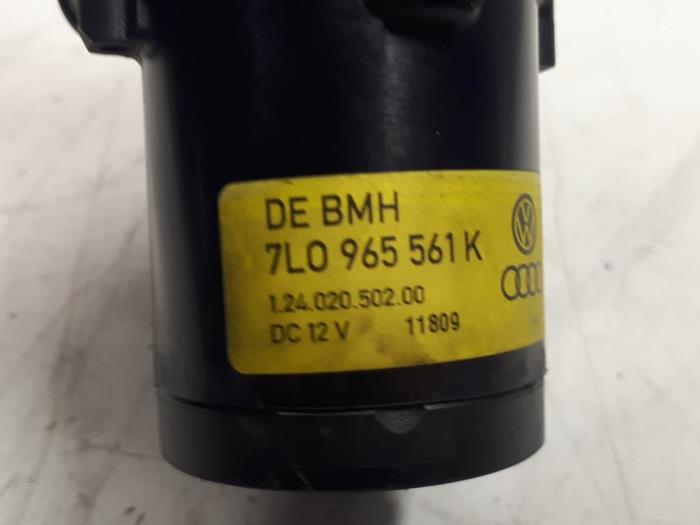 DE BMH
7L0 965 561 K
1.24.020.502.00
DC 12 V 11809